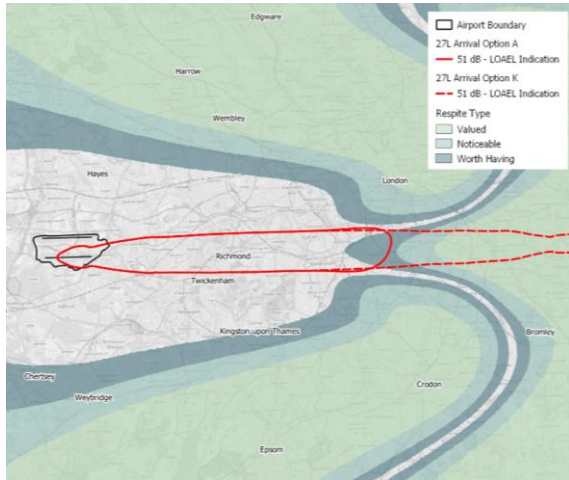 Edgware
Airport Boundary
27L Arrival Option A
51 dB - LOAEL Indication
27L Arrival Option K
51 dB - LOAEL Indication
Respite Type
Valued
Noticeable
Worth Having
Harrow
Wembley
Hayes
London
Richmond
Twickenham
Kingston upon Thames
Bromley
Chertsey
Weybridge
Crodon
Epsom